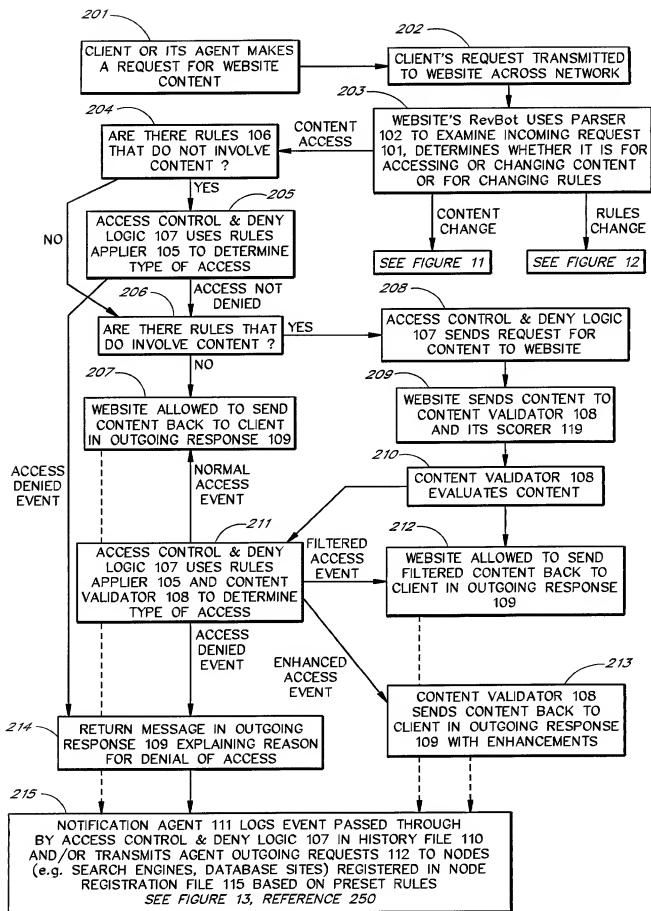 201
CLIENT OR ITS AGENT MAKES
A REQUEST FOR WEBSITE
CONTENT
202
CLIENT'S REQUEST TRANSMITTED
TO WEBSITE ACROSS NETWORK
203
WEBSITE'S RevBot USES PARSER
102 TO EXAMINE INCOMING REQUEST
101, DETERMINES WHETHER IT IS FOR
ACCESSING OR CHANGING CONTENT
OR FOR CHANGING RULES
CONTENT
ACCESS
204
ARE THERE RULES 106
THAT DO NOT INVOLVE
CONTENT ?
YES
NO
CONTENT
CHANGE
RULES
CHANGE
SEE FIGURE 11
SEE FIGURE 12
205
ACCESS CONTROL & DENY
LOGIC 107 USES RULES
APPLIER 105 TO DETERMINE
TYPE OF ACCESS
ACCESS NOT
DENIED
206
ARE THERE RULES THAT
DO INVOLVE CONTENT ?
YES
NO
208
ACCESS CONTROL & DENY LOGIC
107 SENDS REQUEST FOR
CONTENT TO WEBSITE
207
WEBSITE ALLOWED TO SEND
CONTENT BACK TO CLIENT
IN OUTGOING RESPONSE 109
209
WEBSITE SENDS CONTENT TO
CONTENT VALIDATOR 108
AND ITS SCORER 119
210
CONTENT VALIDATOR 108
EVALUATES CONTENT
ACCESS
DENIED
EVENT
NORMAL
ACCESS
EVENT
211
ACCESS CONTROL & DENY
LOGIC 107 USES RULES
APPLIER 105 AND CONTENT
VALIDATOR 108 TO DETERMINE
TYPE OF ACCESS
FILTERED
ACCESS
EVENT
212
WEBSITE ALLOWED TO SEND
FILTERED CONTENT BACK TO
CLIENT IN OUTGOING RESPONSE
109
ACCESS
DENIED
EVENT
ENHANCED
ACCESS
EVENT
213
CONTENT VALIDATOR 108
SENDS CONTENT BACK TO
CLIENT IN OUTGOING RESPONSE
109 WITH ENHANCEMENTS
214
RETURN MESSAGE IN OUTGOING
RESPONSE 109 EXPLAINING REASON
FOR DENIAL OF ACCESS
215
NOTIFICATION AGENT 111 LOGS EVENT PASSED THROUGH
BY ACCESS CONTROL & DENY LOGIC 107 IN HISTORY FILE 110
AND/OR TRANSMITS AGENT OUTGOING REQUESTS 112 TO NODES
(e.g. SEARCH ENGINES, DATABASE SITES) REGISTERED IN NODE
REGISTRATION FILE 115 BASED ON PRESET RULES
SEE FIGURE 13, REFERENCE 250